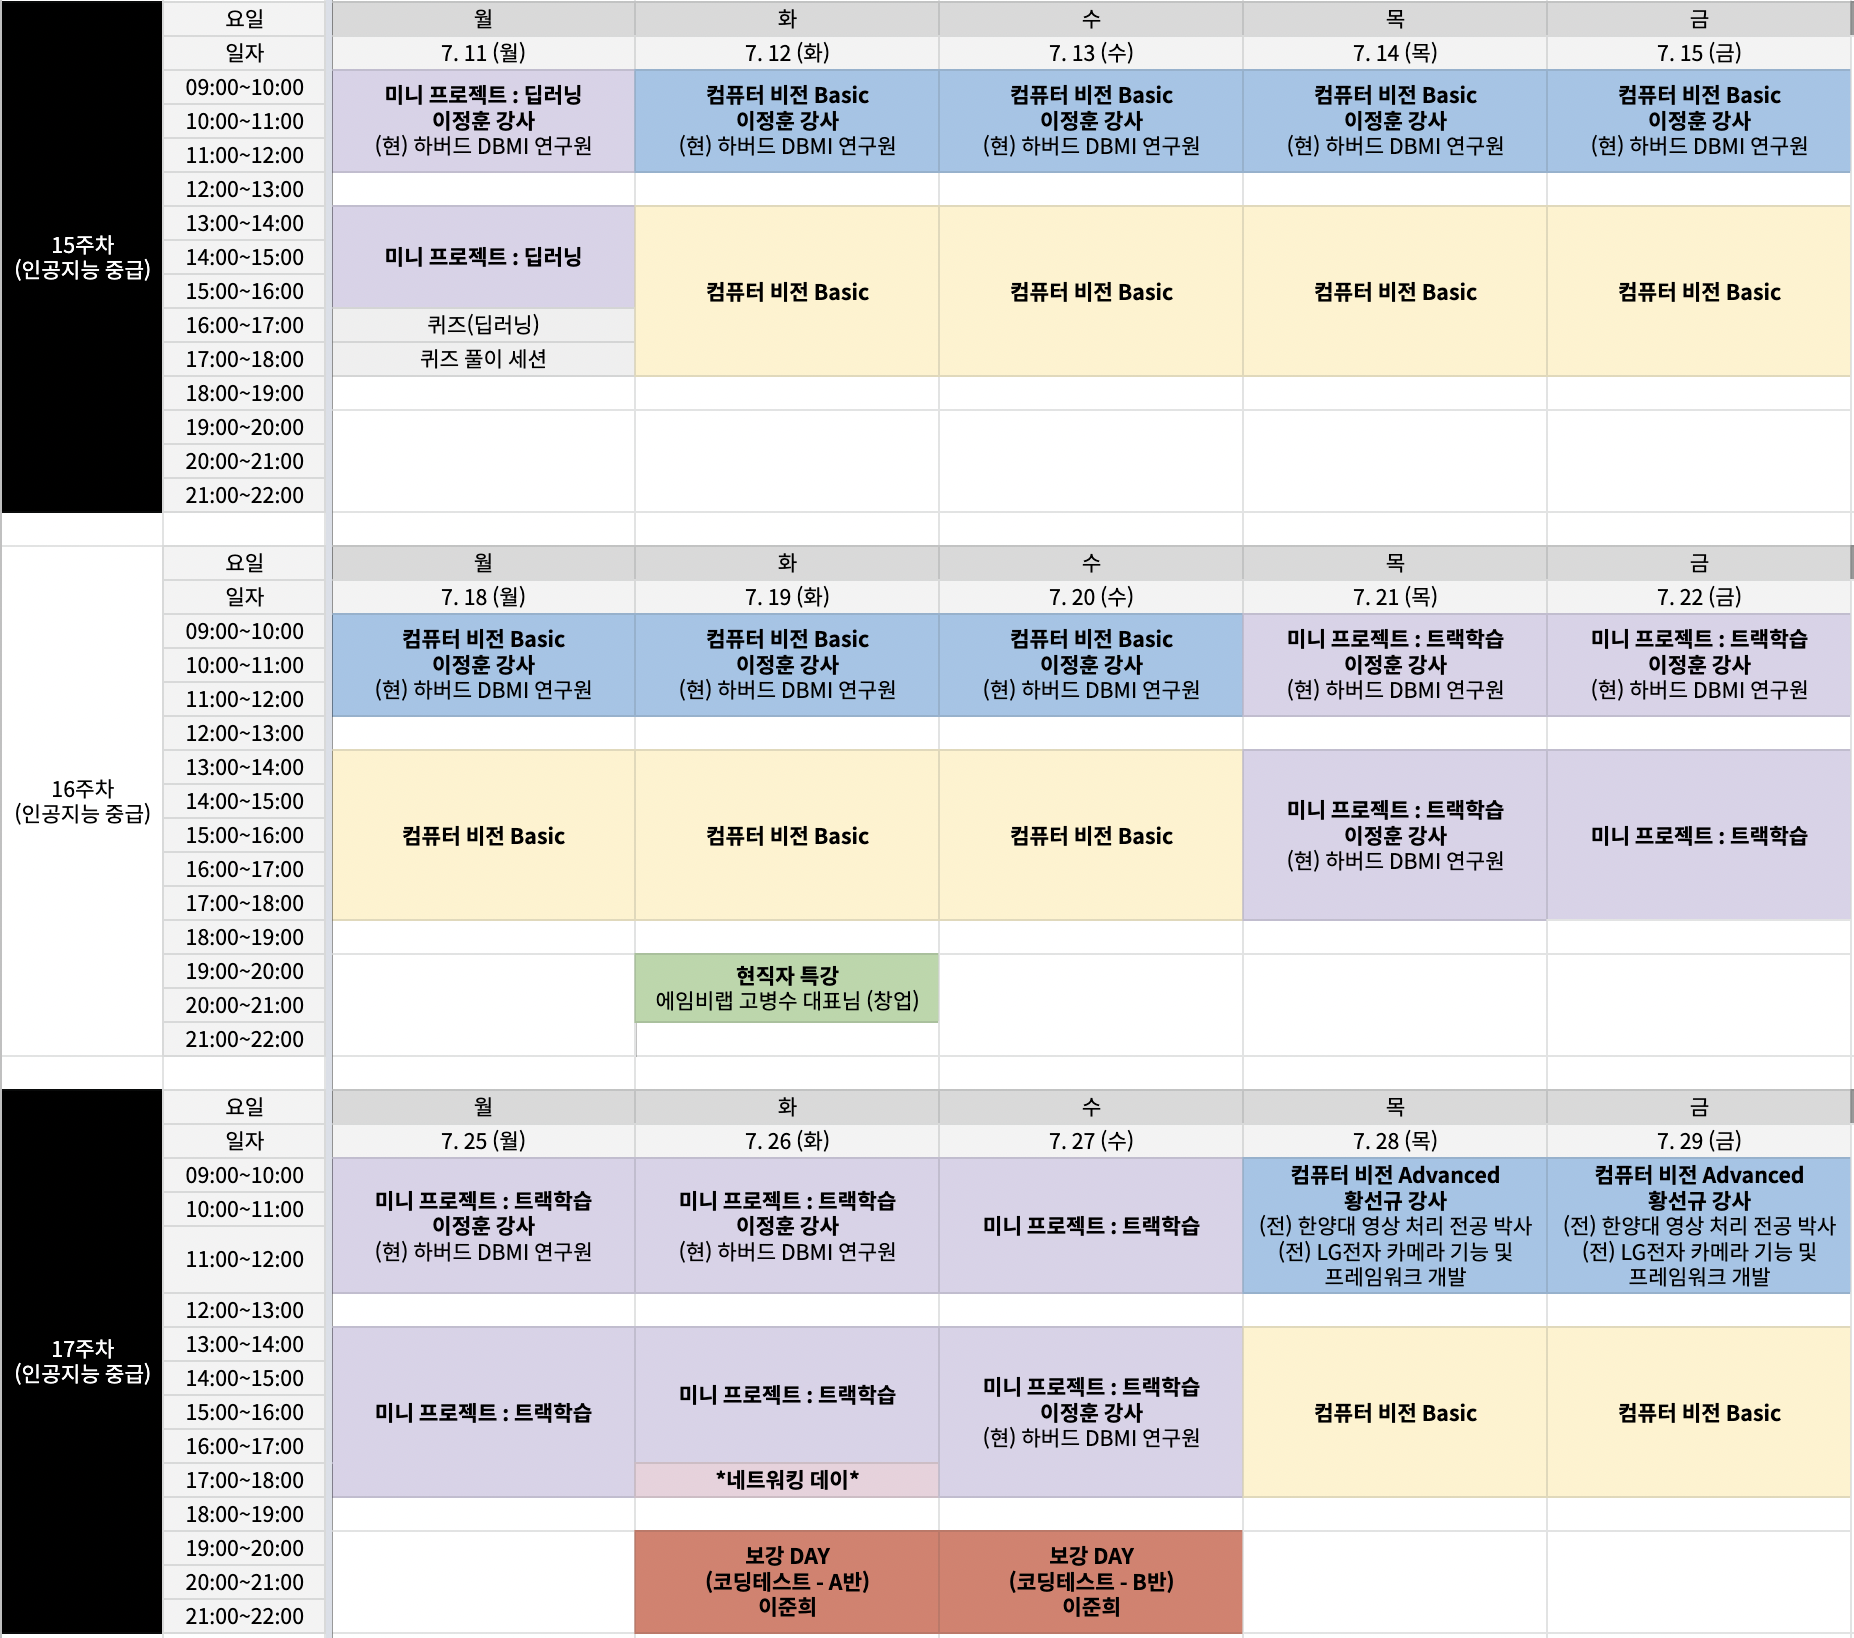 15주차
(인공지능 중급)
요일 월 화 수 목 금
일자 7. 11 (월) 7. 12 (화) 7. 13 (수) 7. 14 (목) 7. 15 (금)
09:00~10:00
10:00~11:00
11:00~12:00
미니 프로젝트 : 딥러닝
이정훈 강사
(현) 하버드 DBMI 연구원
컴퓨터 비전 Basic
이정훈 강사
(현) 하버드 DBMI 연구원
컴퓨터 비전 Basic
이정훈 강사
(현) 하버드 DBMI 연구원
컴퓨터 비전 Basic
이정훈 강사
(현) 하버드 DBMI 연구원
컴퓨터 비전 Basic
이정훈 강사
(현) 하버드 DBMI 연구원
12:00~13:00
13:00~14:00
14:00~15:00
15:00~16:00
16:00~17:00
17:00~18:00
미니 프로젝트 : 딥러닝
퀴즈(딥러닝)
퀴즈 풀이 세션
컴퓨터 비전 Basic
컴퓨터 비전 Basic
컴퓨터 비전 Basic
컴퓨터 비전 Basic
18:00~19:00
19:00~20:00
20:00~21:00
21:00~22:00
16주차
(인공지능 중급)
요일 월 화 수 목 금
일자 7. 18 (월) 7. 19 (화) 7. 20 (수) 7. 21 (목) 7. 22 (금)
09:00~10:00
10:00~11:00
11:00~12:00
컴퓨터 비전 Basic
이정훈 강사
(현) 하버드 DBMI 연구원
컴퓨터 비전 Basic
이정훈 강사
(현) 하버드 DBMI 연구원
컴퓨터 비전 Basic
이정훈 강사
(현) 하버드 DBMI 연구원
미니 프로젝트 : 트랙학습
이정훈 강사
(현) 하버드 DBMI 연구원
미니 프로젝트 : 트랙학습
이정훈 강사
(현) 하버드 DBMI 연구원
12:00~13:00
13:00~14:00
14:00~15:00
15:00~16:00
16:00~17:00
17:00~18:00
컴퓨터 비전 Basic
컴퓨터 비전 Basic
컴퓨터 비전 Basic
미니 프로젝트 : 트랙학습
이정훈 강사
(현) 하버드 DBMI 연구원
미니 프로젝트 : 트랙학습
18:00~19:00
19:00~20:00
20:00~21:00
21:00~22:00
현직자 특강
에임비랩 고병수 대표님 (창업)
17주차
(인공지능 중급)
요일 월 화 수 목 금
일자 7. 25 (월) 7. 26 (화) 7. 27 (수) 7. 28 (목) 7. 29 (금)
09:00~10:00
10:00~11:00
11:00~12:00
미니 프로젝트 : 트랙학습
이정훈 강사
(현) 하버드 DBMI 연구원
미니 프로젝트 : 트랙학습
이정훈 강사
(현) 하버드 DBMI 연구원
미니 프로젝트 : 트랙학습
컴퓨터 비전 Advanced
황선규 강사
(전) 한양대 영상 처리 전공 박사
(전) LG전자 카메라 기능 및
프레임워크 개발
컴퓨터 비전 Advanced
황선규 강사
(전) 한양대 영상 처리 전공 박사
(전) LG전자 카메라 기능 및
프레임워크 개발
12:00~13:00
13:00~14:00
14:00~15:00
15:00~16:00
16:00~17:00
17:00~18:00
미니 프로젝트 : 트랙학습
미니 프로젝트 : 트랙학습
*네트워킹 데이*
미니 프로젝트 : 트랙학습
이정훈 강사
(현) 하버드 DBMI 연구원
컴퓨터 비전 Basic
컴퓨터 비전 Basic
18:00~19:00
19:00~20:00
20:00~21:00
21:00~22:00
보강 DAY
(코딩테스트 - A반)
이준희
보강 DAY
(코딩테스트 - B반)
이준희